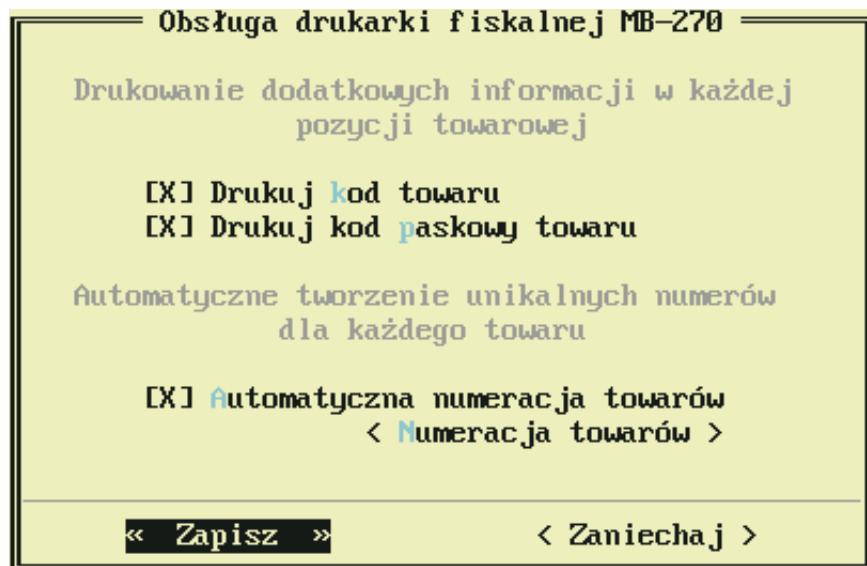 Obsługa drukarki fiskalnej MB-270
Drukowanie dodatkowych informacji w każdej
pozycji towarowej
[X] Drukuj kod towaru
[X] Drukuj kod paskowy towaru
Automatyczne tworzenie unikalnych numerów
dla każdego towaru
[X] Automatyczna numeracja towarów
< Numeracja towarów >
« Zapisz » < Zaniechaj >